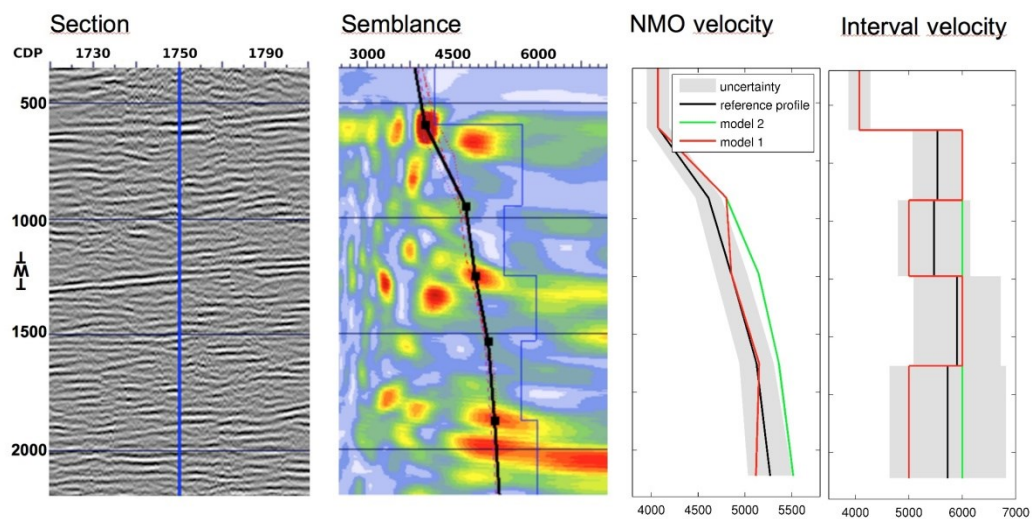 Section
Semblance
NMO velocity
Interval velocity
CDP 1730 1750 1790
3000 4500 6000
500
1000
TWT
1500
2000
uncertainty
reference profile
model 2
model 1
4000 4500 5000 5500
4000 5000 6000 7000